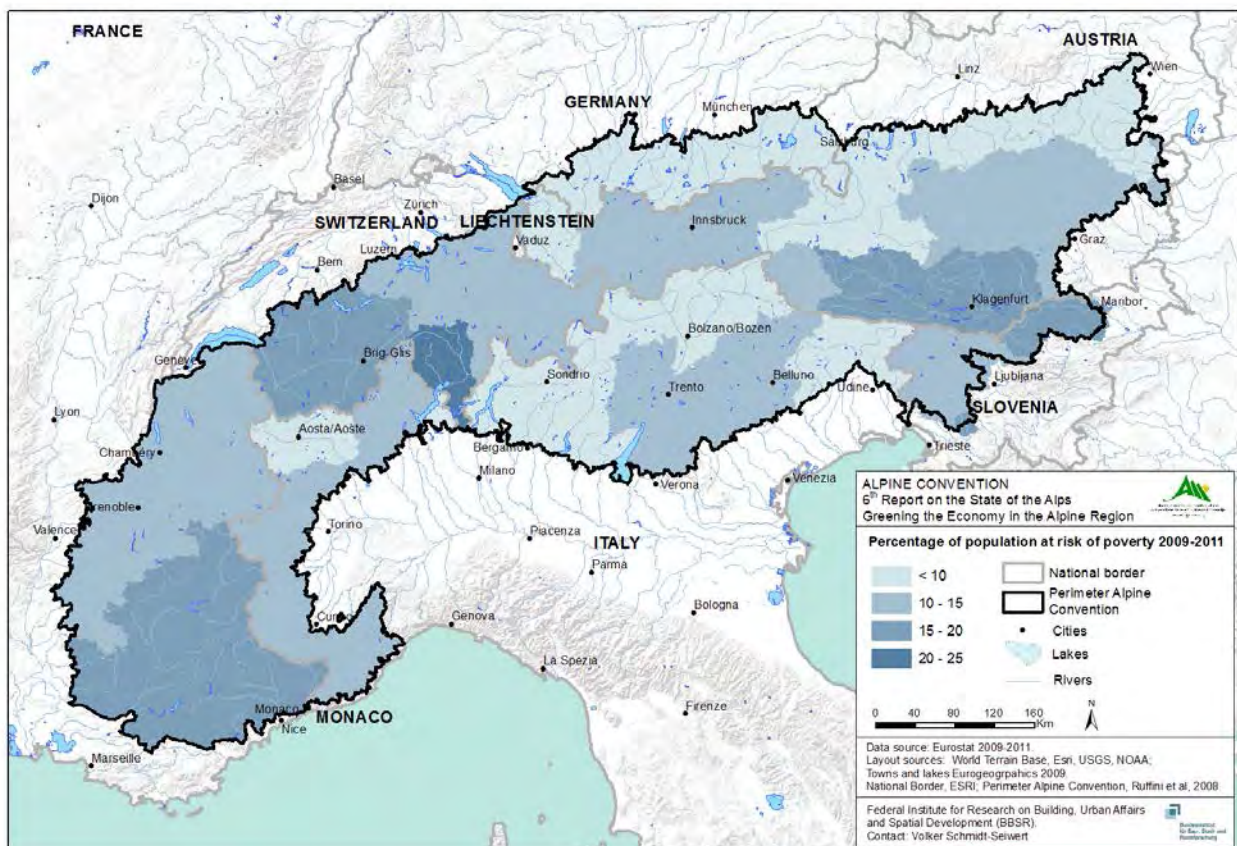 FRANCE
AUSTRIA
Linz
Wien
GERMANY
München
Salzburg
Basel
Dijon
Zürich
SWITZERLAND
LIECHTENSTEIN
Innsbruck
Luzern
Vaduz
Bern
Graz
Klagenfurt
Maribor
Bolzano/Bozen
Genève
Brig-Glis
Sondrio
Trento
Belluno
Udine
Ljubljana
SLOVENIA
Lyon
Aosta/Aoste
Chambéry
Bergamo
Trieste
Milano
Verona
Venezia
Grenoble
Valence
Torino
Piacenza
ITALY
Parma
Cuneo
Genova
Bologna
La Spezia
Monaco
MONACO
Nice
Firenze
Marseille
ALPINE CONVENTION
6th Report on the State of the Alps
Greening the Economy in the Alpine Region
Percentage of population at risk of poverty 2009-2011
< 10
10 - 15
15 - 20
20 - 25
National border
Perimeter Alpine
Convention
Cities
Lakes
Rivers
N
0 40 80 120 160
Km
Data source: Eurostat 2009-2011.
Layout sources: World Terrain Base, Esri, USGS, NOAA;
Towns and lakes Eurogeogrpahics 2009
National Border, ESRI; Perimeter Alpine Convention, Ruffini et al, 2008
Federal Institute for Research on Building, Urban Affairs
and Spatial Development (BBSR).
Contact: Volker Schmidt-Seiwert